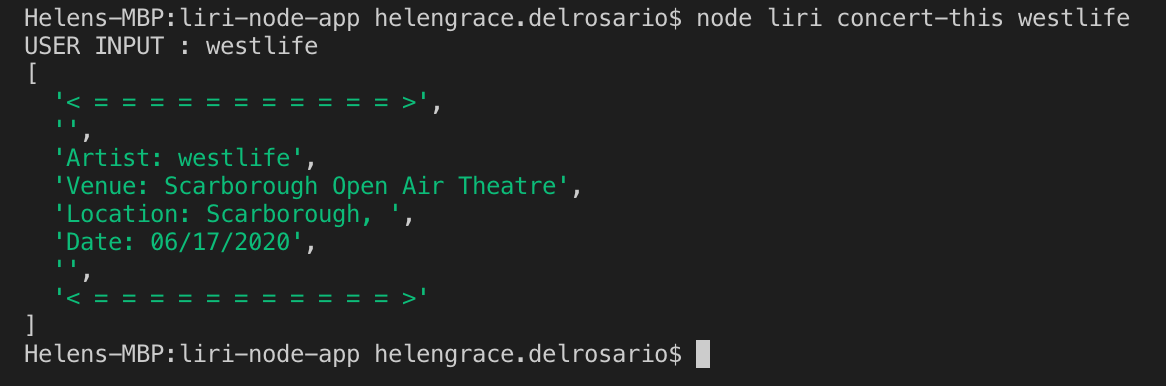 Helens-MBP:liri-node-app helengrace.delrosario$ node liri concert-this westlife
USER INPUT : westlife
[
  '< = = = = = = = = = = = >',
  '',
  'Artist: westlife',
  'Venue: Scarborough Open Air Theatre',
  'Location: Scarborough, ',
  'Date: 06/17/2020',
  '',
  '< = = = = = = = = = = = >'
]
Helens-MBP:liri-node-app helengrace.delrosario$